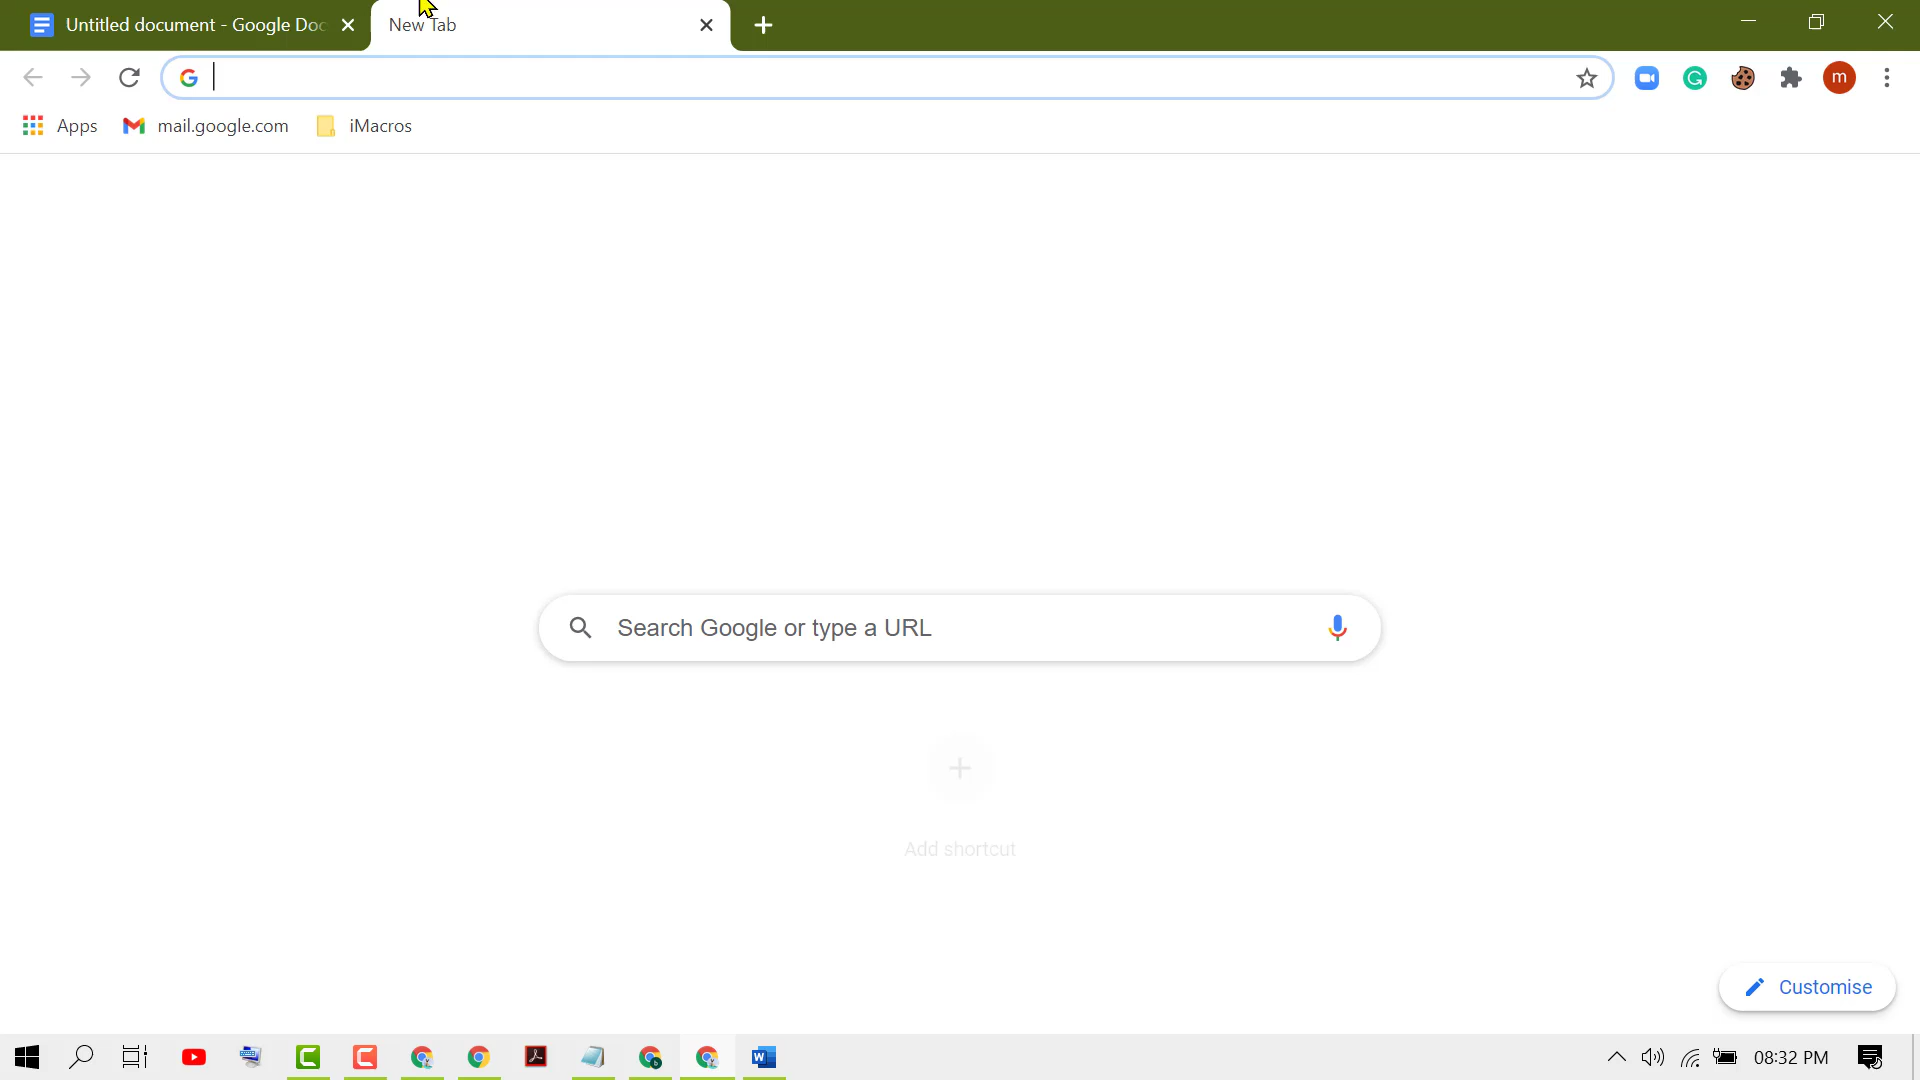 Untitled document - Google Doc
New Tab
Apps
mail.google.com
iMacros
m
Search Google or type a URL
Add shortcut
Customise
08:32 PM